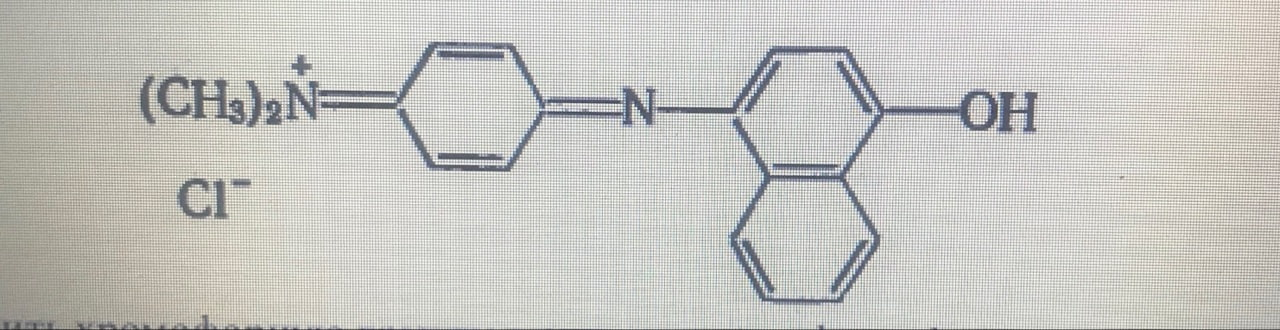 (CH₃)₂N⁺=   =N—   —OH
Cl⁻